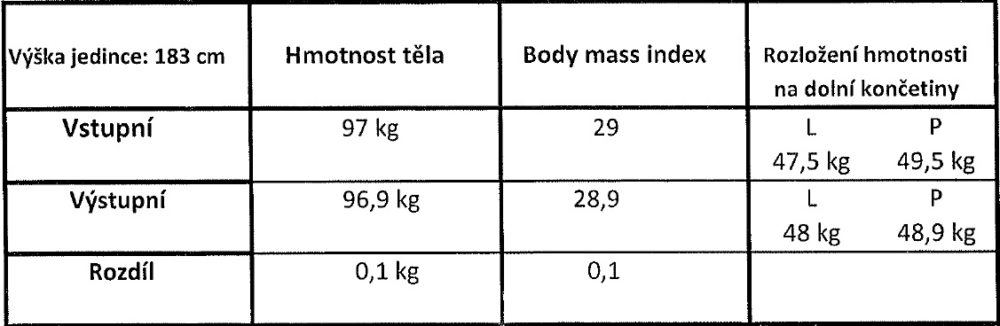 Výška jedince: 183 cm Hmotnost těla Body mass index Rozložení hmotnosti
na dolní končetiny
Vstupní 97 kg 29 L P
47,5 kg 49,5 kg
Výstupní 96,9 kg 28,9 L P
48 kg 48,9 kg
Rozdíl 0,1 kg 0,1